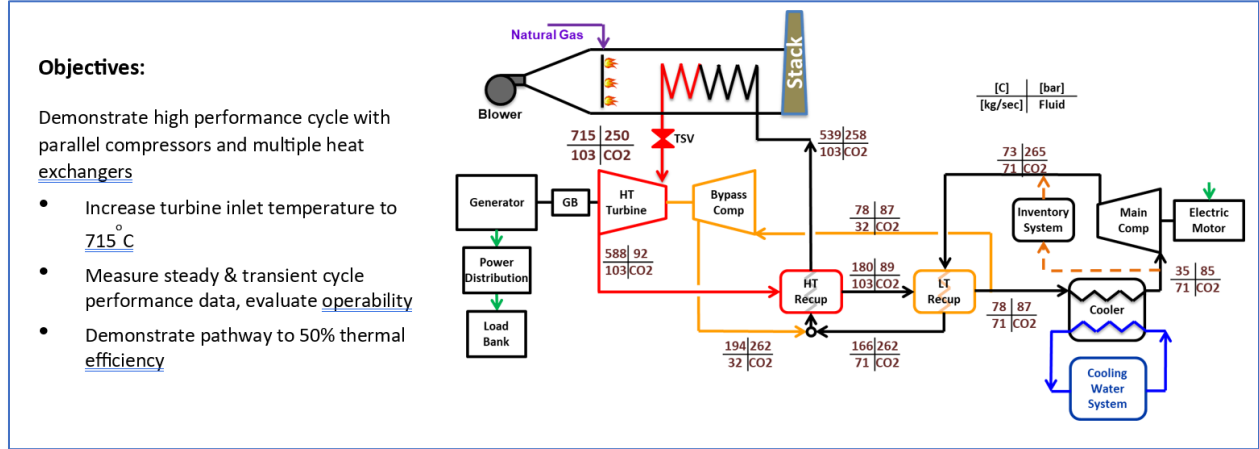 Objectives:
Demonstrate high performance cycle with
parallel compressors and multiple heat
exchangers
• Increase turbine inlet temperature to
715°C
• Measure steady & transient cycle
performance data, evaluate operability
• Demonstrate pathway to 50% thermal
efficiency
Natural Gas
Blower
Stack
TSV
715|250
103|CO2
539|258
103|CO2
[C] | [bar]
[kg/sec] | Fluid
73|265
71|CO2
Generator
GB
HT
Turbine
Bypass
Comp
78|87
32|CO2
Inventory
System
Main
Comp
Electric
Motor
Power
Distribution
Load
Bank
588|92
103|CO2
HT
Recup
180|89
103|CO2
LT
Recup
78|87
71|CO2
Cooler
35|85
71|CO2
194|262
32|CO2
166|262
71|CO2
Cooling
Water
System